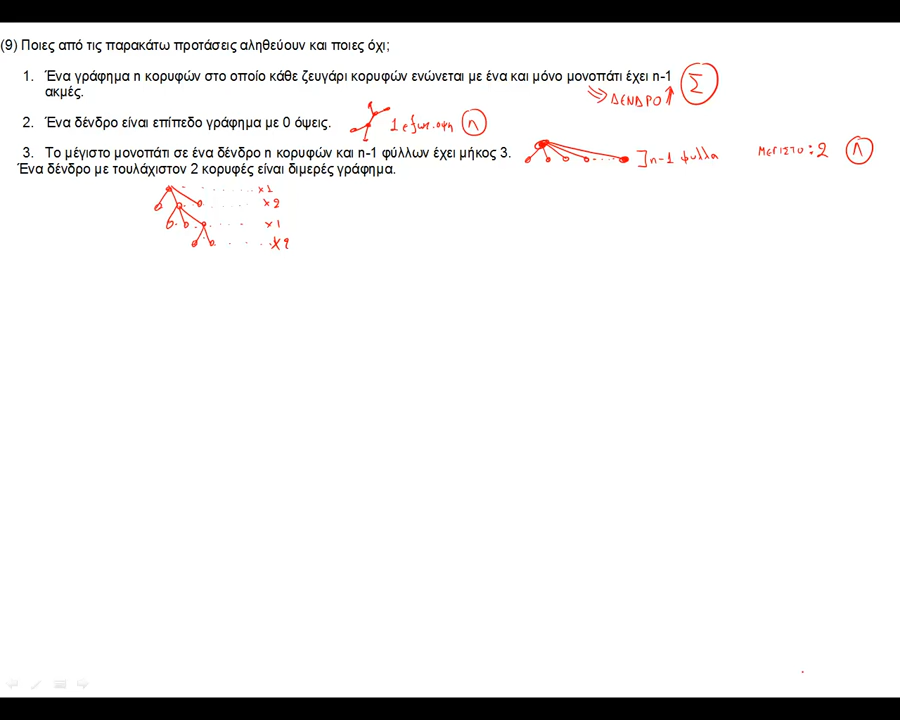 (9) Ποιες από τις παρακάτω προτάσεις αληθεύουν και ποιες όχι;
1. Ένα γράφημα n κορυφών στο οποίο κάθε ζευγάρι κορυφών ενώνεται με ένα και μόνο μονοπάτι έχει n-1
ακμές.
⇒ ΔΕΝΔΡΟ Σ
2. Ένα δένδρο είναι επίπεδο γράφημα με 0 όψεις. 1 εξωτ. οψη Λ
3. Το μέγιστο μονοπάτι σε ένα δένδρο n κορυφών και n-1 φύλλων έχει μήκος 3. ] n-1 φυλλα ΜΕΓΙΣΤΟ: 2 Λ
Ένα δένδρο με τουλάχιστον 2 κορυφές είναι διμερές γράφημα.
x1
x2
x1
x2